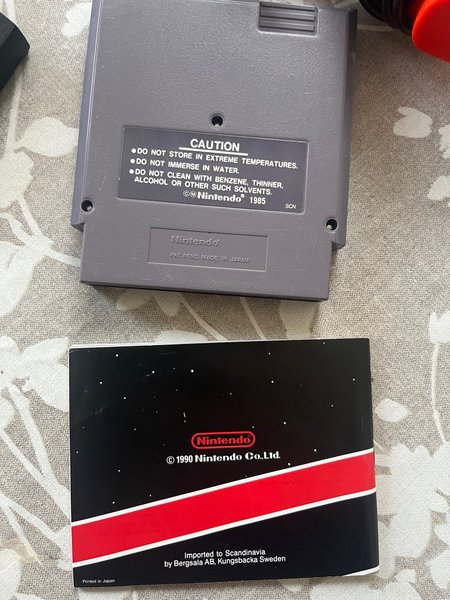 CAUTION
●DO NOT STORE IN EXTREME TEMPERATURES.
●DO NOT IMMERSE IN WATER.
●DO NOT CLEAN WITH BENZENE, THINNER,
ALCOHOL OR OTHER SUCH SOLVENTS.
©Ⓜ Nintendo® 1985
SCN
Nintendo®
PAT. PEND. MADE IN JAPAN
Nintendo®
© 1990 Nintendo Co., Ltd.
Imported to Scandinavia
by Bergsala AB, Kungsbacka Sweden
Printed in Japan